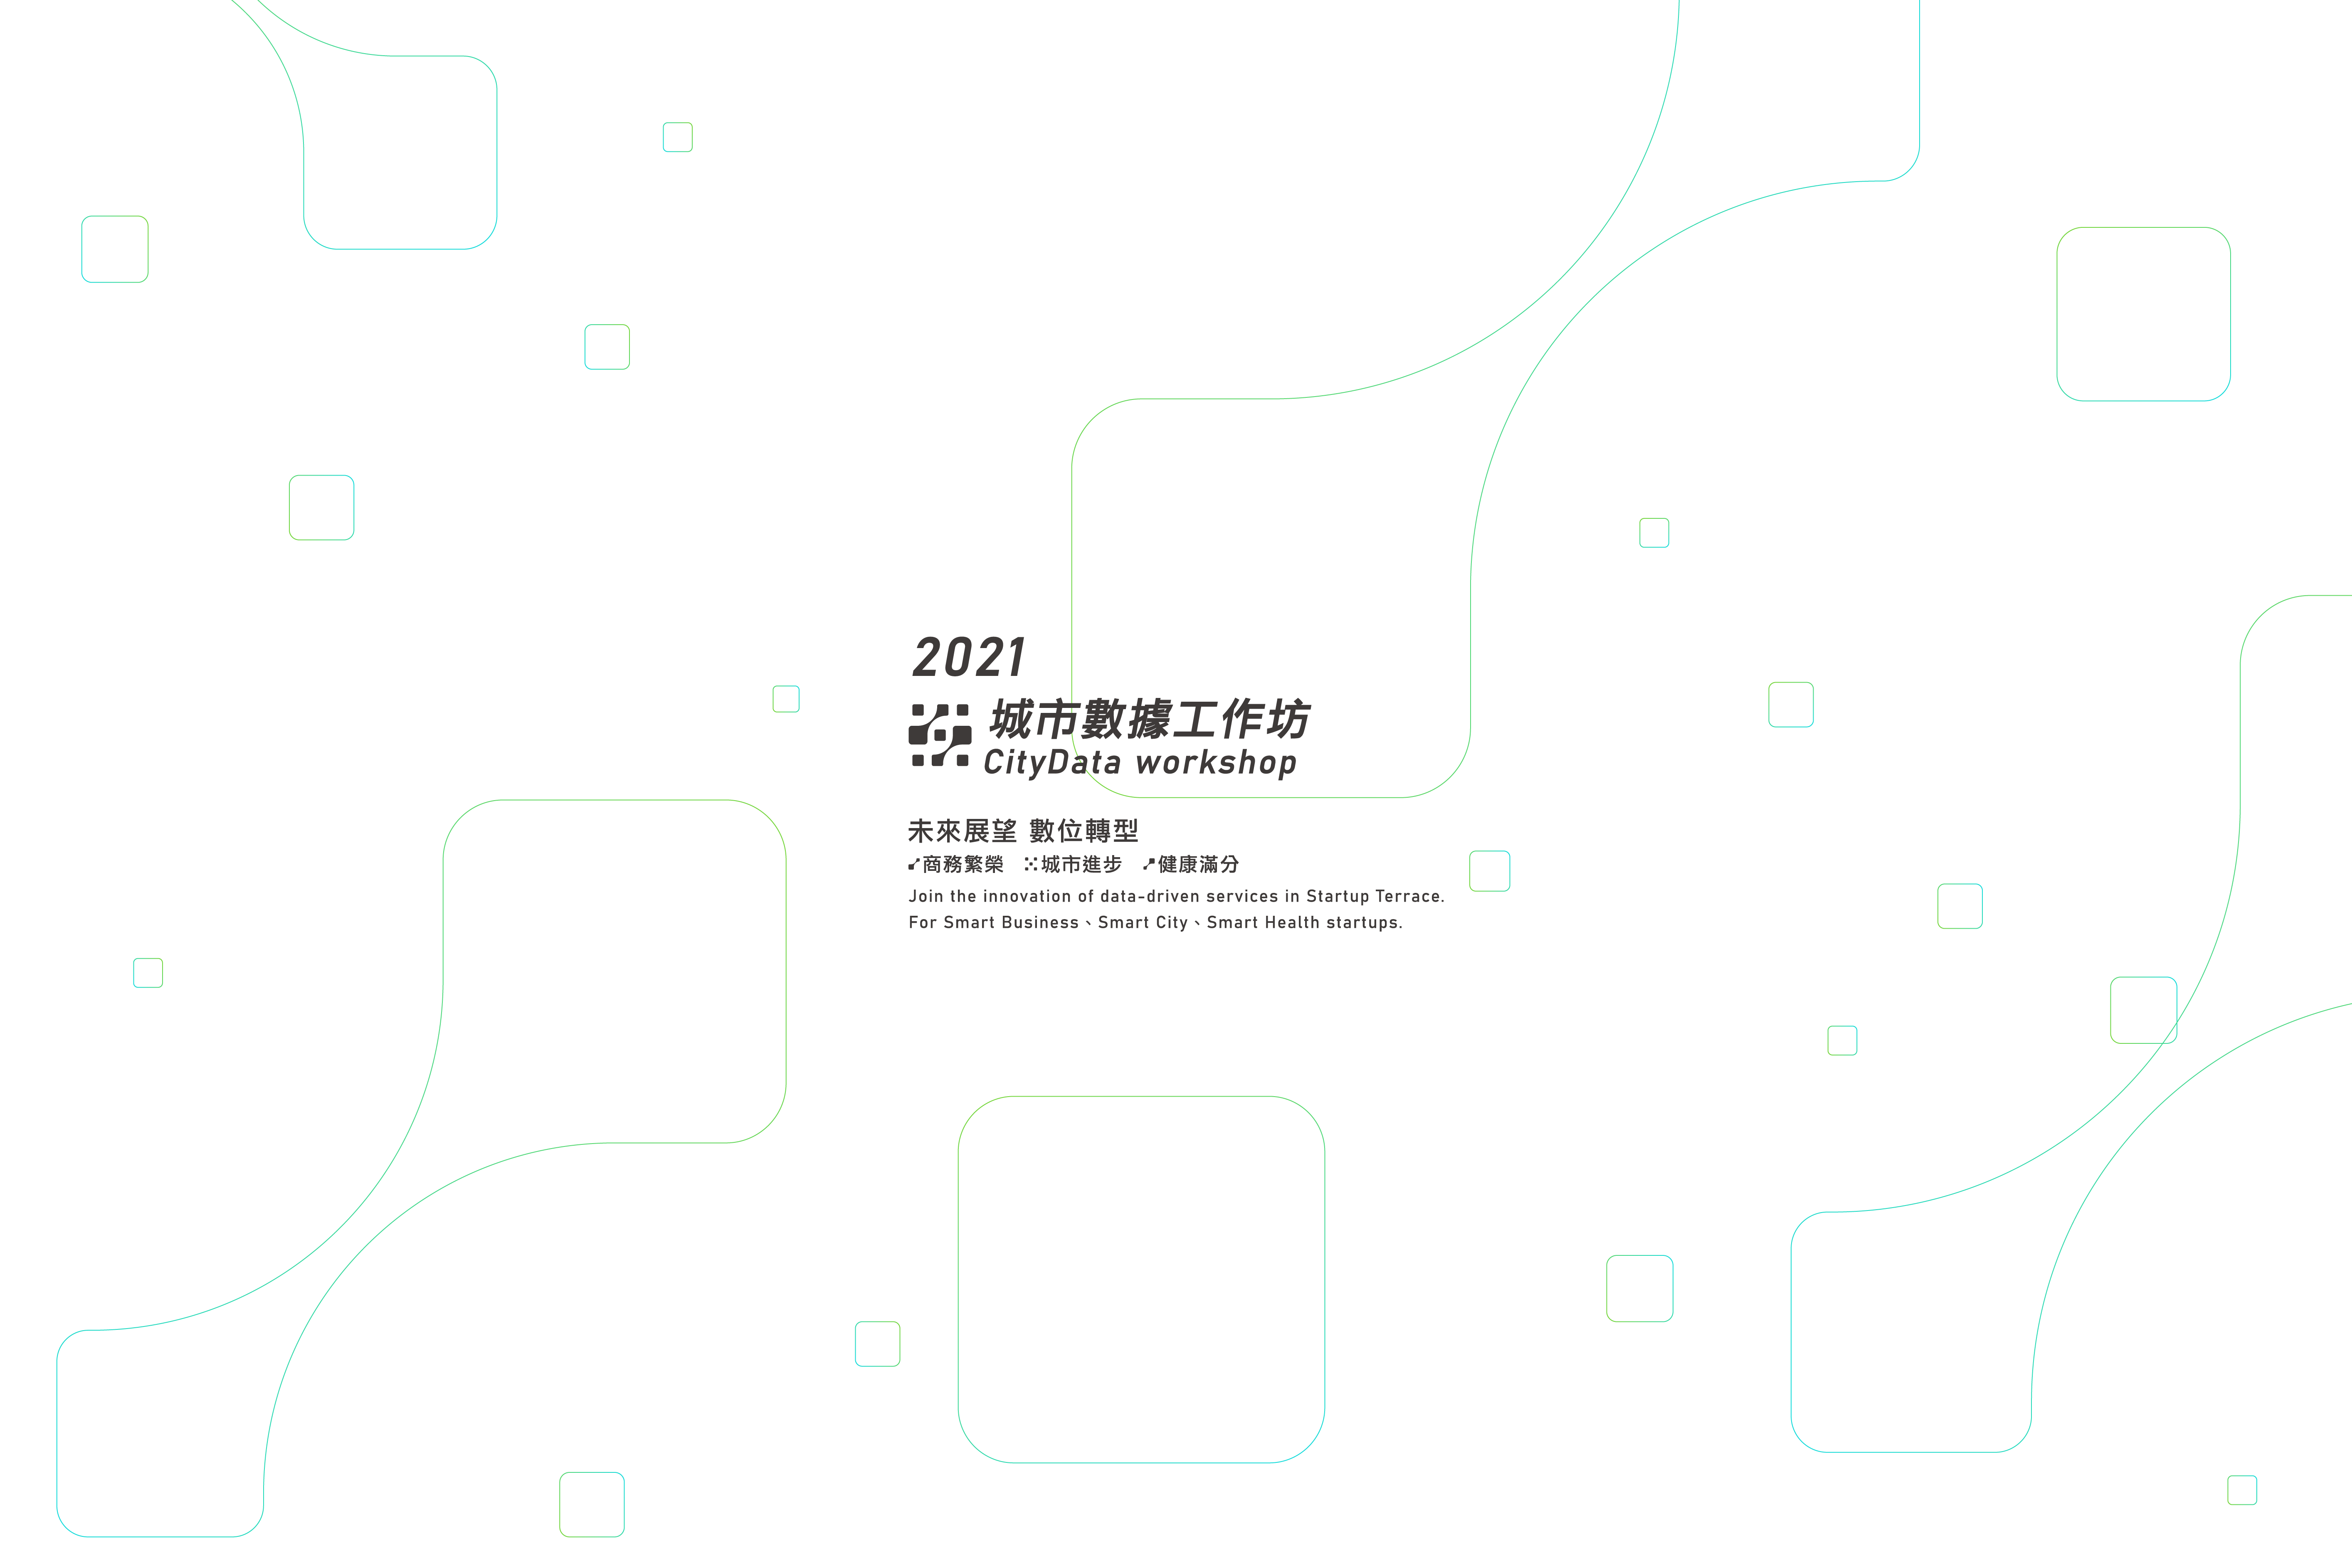 2021
城市數據工作坊
CityData workshop
未來展望 數位轉型
商務繁榮 城市進步 健康滿分
Join the innovation of data-driven services in Startup Terrace.
For Smart Business、Smart City、Smart Health startups.